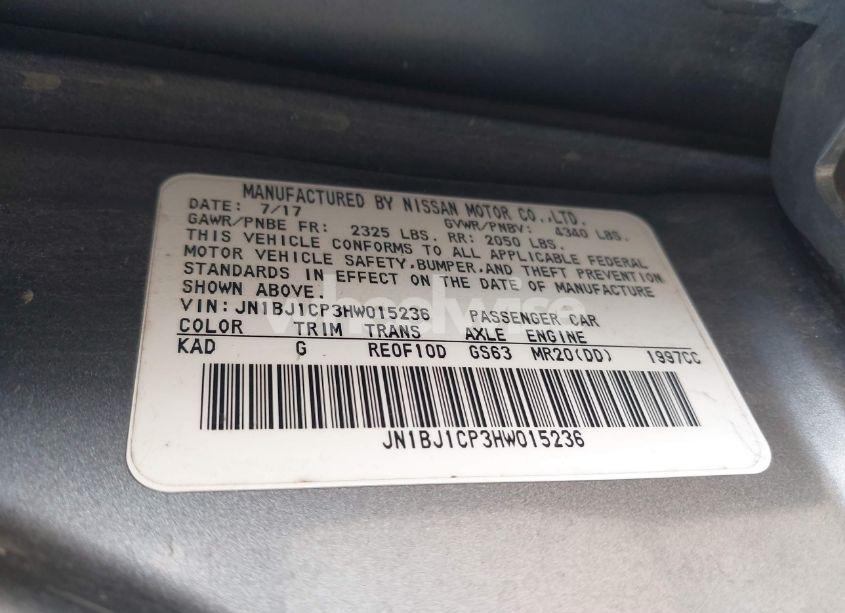 MANUFACTURED BY NISSAN MOTOR CO.,LTD.
DATE: 7/17 GVWR/PNBV: 4340 LBS.
GAWR/PNBE FR: 2325 LBS. RR: 2050 LBS.
THIS VEHICLE CONFORMS TO ALL APPLICABLE FEDERAL
MOTOR VEHICLE SAFETY,BUMPER,AND THEFT PREVENTION
STANDARDS IN EFFECT ON THE DATE OF MANUFACTURE
SHOWN ABOVE.
VIN:JN1BJ1CP3HW015236 PASSENGER CAR
COLOR TRIM TRANS AXLE ENGINE
KAD G RE0F10D GS63 MR20(DD) 1997CC
JN1BJ1CP3HW015236
wheelwise